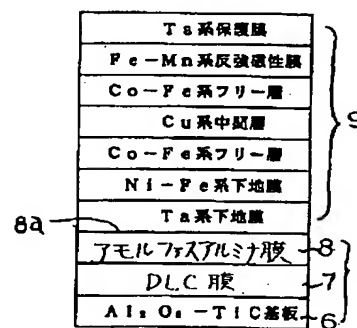 Ta系保護膜
Fe－Mn系反強磁性膜
Co－Fe系フリー層
Cu系中間層
Co－Fe系フリー層
Ni－Fe系下地膜
Ta系下地膜
9
8a
アモルファスアルミナ膜
8
DLC膜
7
Al₂O₃－TiC基板
6